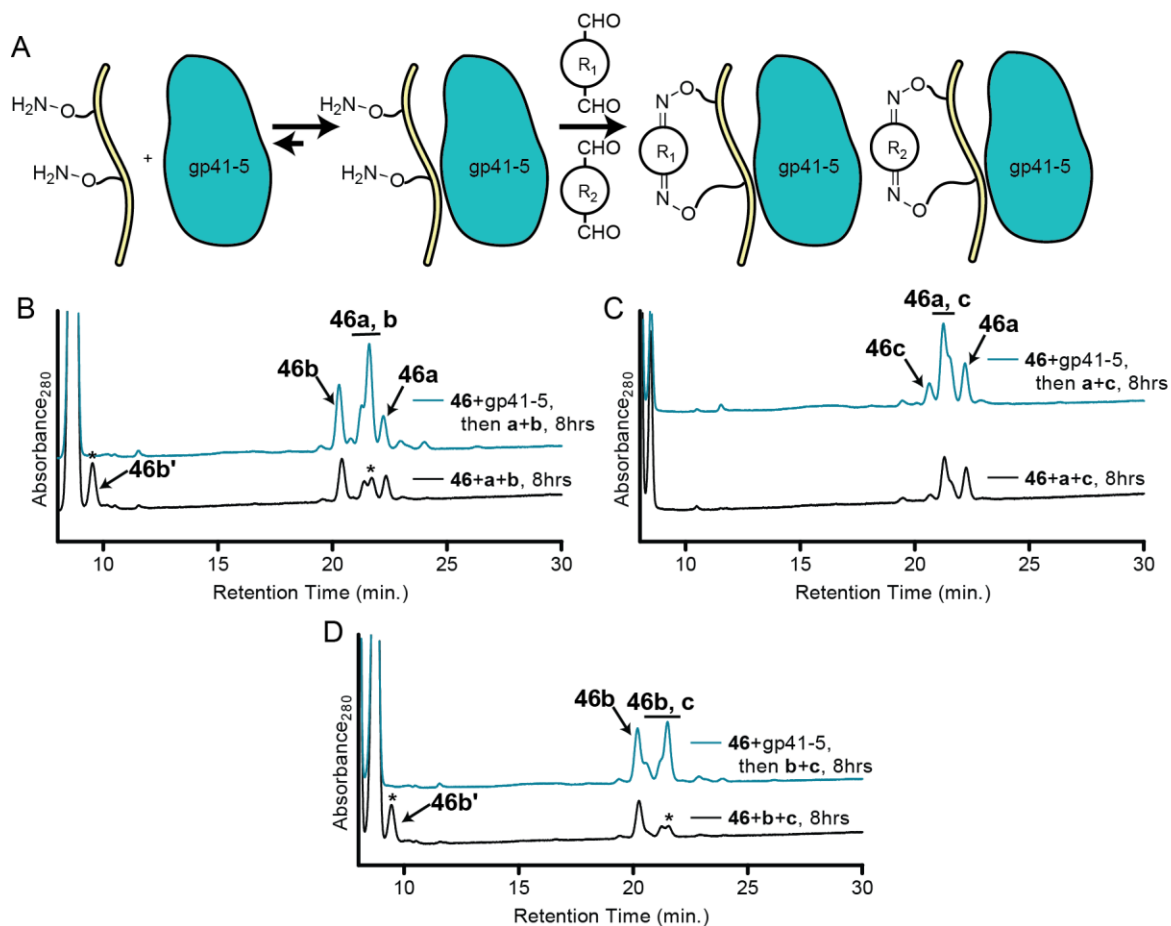 A
H₂N
O
H₂N
O
+
gp41-5
H₂N
O
H₂N
O
gp41-5
CHO
R₁
CHO
CHO
R₂
CHO
N
O
R₁
N
O
gp41-5
N
O
R₂
N
O
gp41-5
B
Absorbance₂₈₀
46a, b
46b
46a
46+gp41-5,
then a+b, 8hrs
* 46b'
*
46+a+b, 8hrs
10 15 20 25 30
Retention Time (min.)
C
Absorbance₂₈₀
46a, c
46c
46a
46+gp41-5,
then a+c, 8hrs
46+a+c, 8hrs
10 15 20 25 30
Retention Time (min.)
D
Absorbance₂₈₀
46b
46b, c
46+gp41-5,
then b+c, 8hrs
* 46b'
*
46+b+c, 8hrs
10 15 20 25 30
Retention Time (min.)